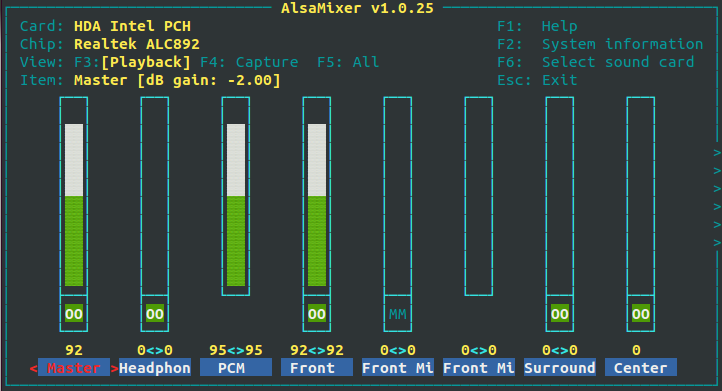 AlsaMixer v1.0.25
Card: HDA Intel PCH F1: Help
Chip: Realtek ALC892 F2: System information
View: F3:[Playback] F4: Capture F5: All F6: Select sound card
Item: Master [dB gain: -2.00] Esc: Exit
>
>
>
>
>
>
OO OO OO MM OO OO
92 0<>0 95<>95 92<>92 0<>0 0<>0 0<>0 0
< Master >Headphon PCM Front Front Mi Front Mi Surround Center